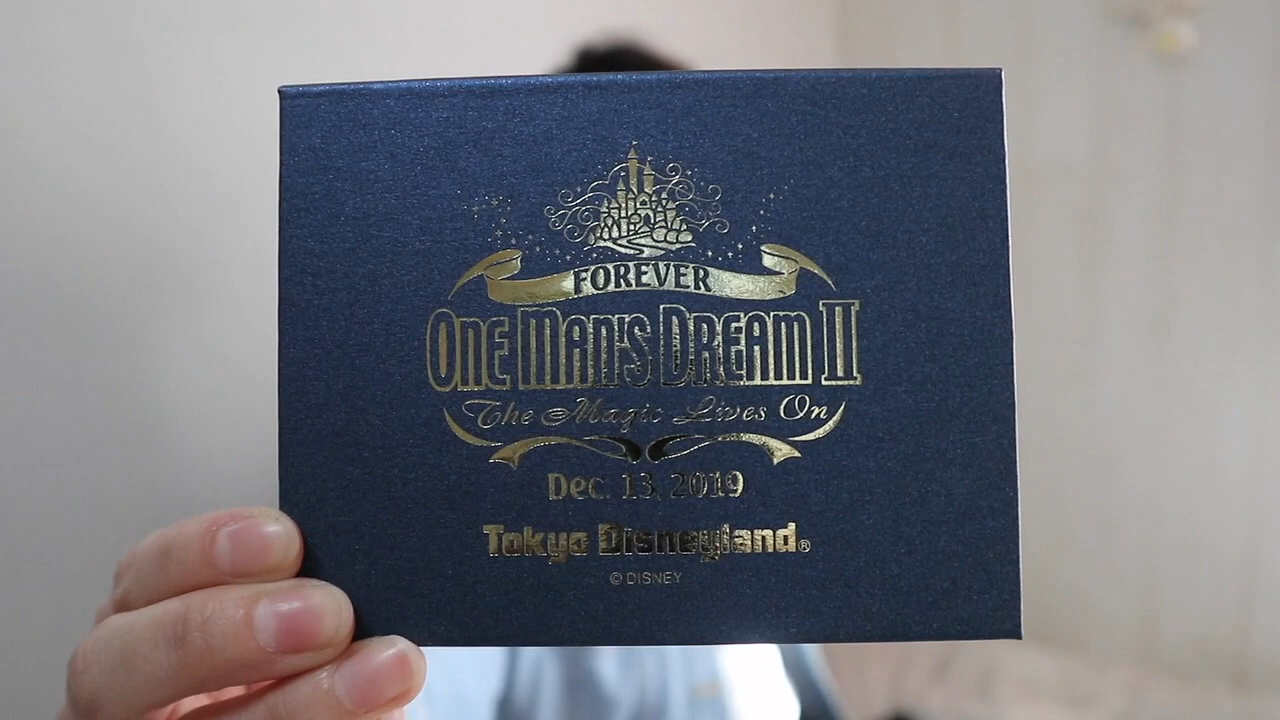 FOREVER
ONE MAN'S DREAM II
The Magic Lives On
Dec. 13, 2019
Tokyo Disneyland®
© DISNEY